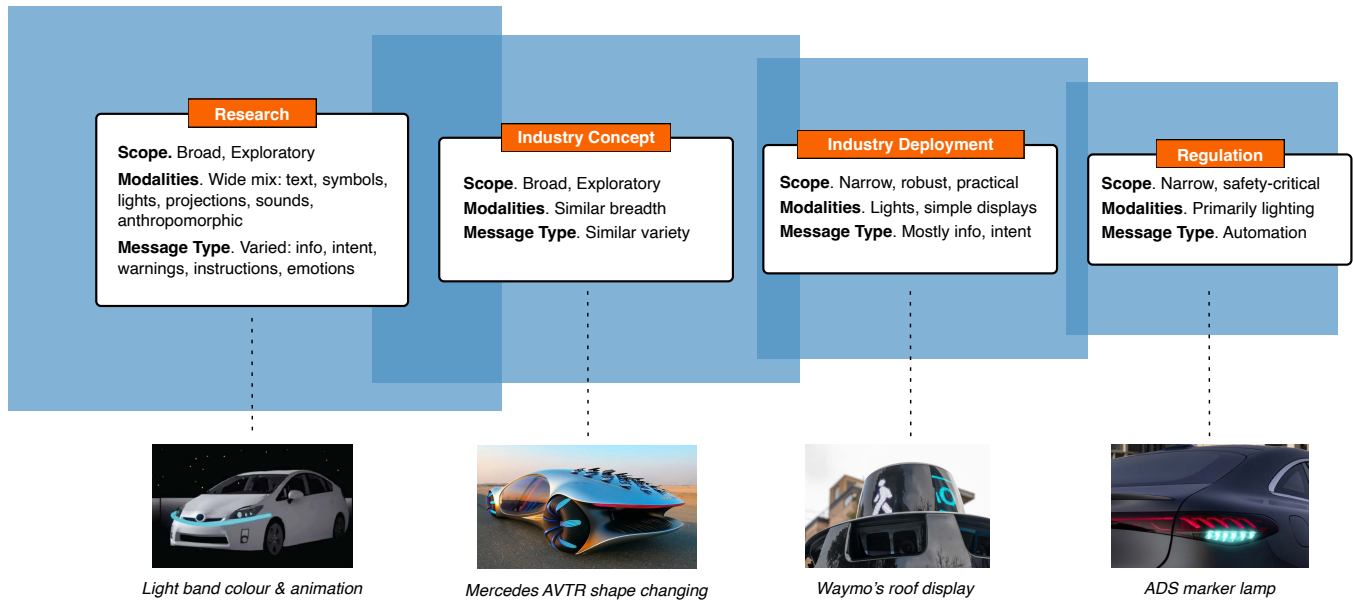 Research
Scope. Broad, Exploratory
Modalities. Wide mix: text, symbols,
lights, projections, sounds,
anthropomorphic
Message Type. Varied: info, intent,
warnings, instructions, emotions
Industry Concept
Scope. Broad, Exploratory
Modalities. Similar breadth
Message Type. Similar variety
Industry Deployment
Scope. Narrow, robust, practical
Modalities. Lights, simple displays
Message Type. Mostly info, intent
Regulation
Scope. Narrow, safety-critical
Modalities. Primarily lighting
Message Type. Automation
Light band colour & animation
Mercedes AVTR shape changing
Waymo’s roof display
ADS marker lamp